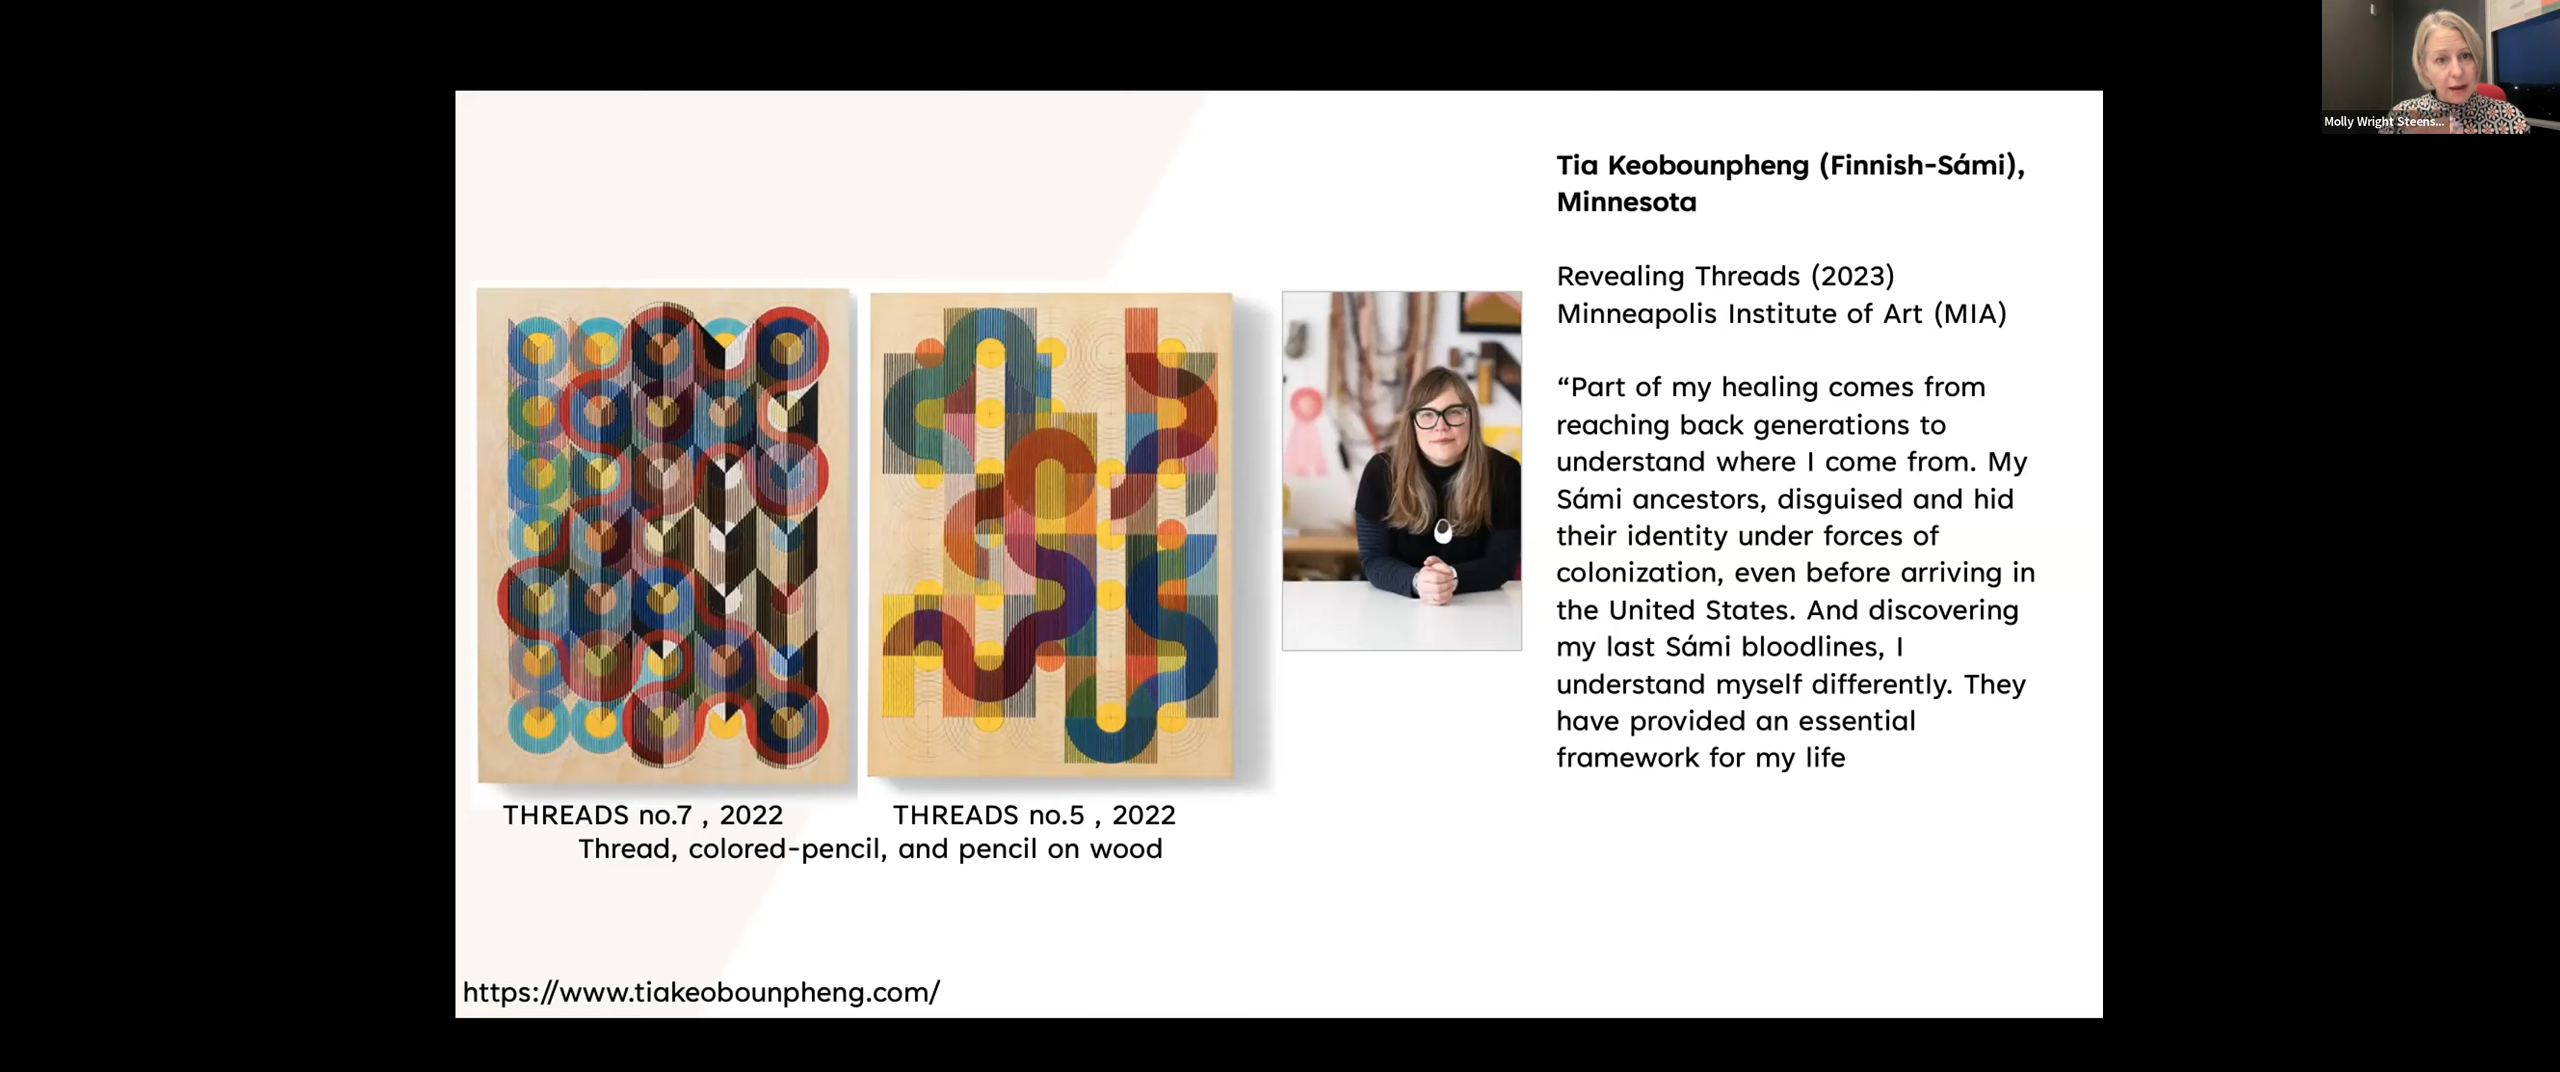 Molly Wright Steens...
Tia Keobounpheng (Finnish-Sámi),
Minnesota
Revealing Threads (2023)
Minneapolis Institute of Art (MIA)
“Part of my healing comes from
reaching back generations to
understand where I come from. My
Sámi ancestors, disguised and hid
their identity under forces of
colonization, even before arriving in
the United States. And discovering
my last Sámi bloodlines, I
understand myself differently. They
have provided an essential
framework for my life
THREADS no.7 , 2022
THREADS no.5 , 2022
Thread, colored-pencil, and pencil on wood
https://www.tiakeobounpheng.com/